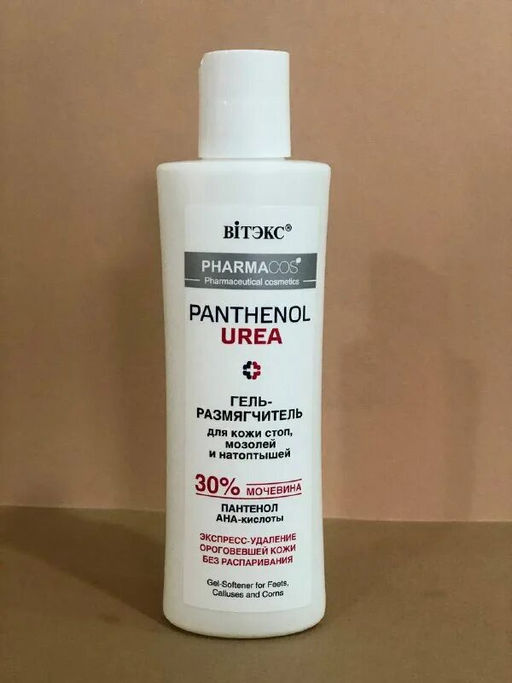 ВІТЭКС®
PHARMACOS
Pharmaceutical cosmetics
PANTHENOL
UREA
ГЕЛЬ-
РАЗМЯГЧИТЕЛЬ
для кожи стоп,
мозолей
и натоптышей
30% МОЧЕВИНА
ПАНТЕНОЛ
АНА-кислоты
ЭКСПРЕСС-УДАЛЕНИЕ
ОРОГОВЕВШЕЙ КОЖИ
БЕЗ РАСПАРИВАНИЯ
Gel-Softener for Feets,
Calluses and Corns